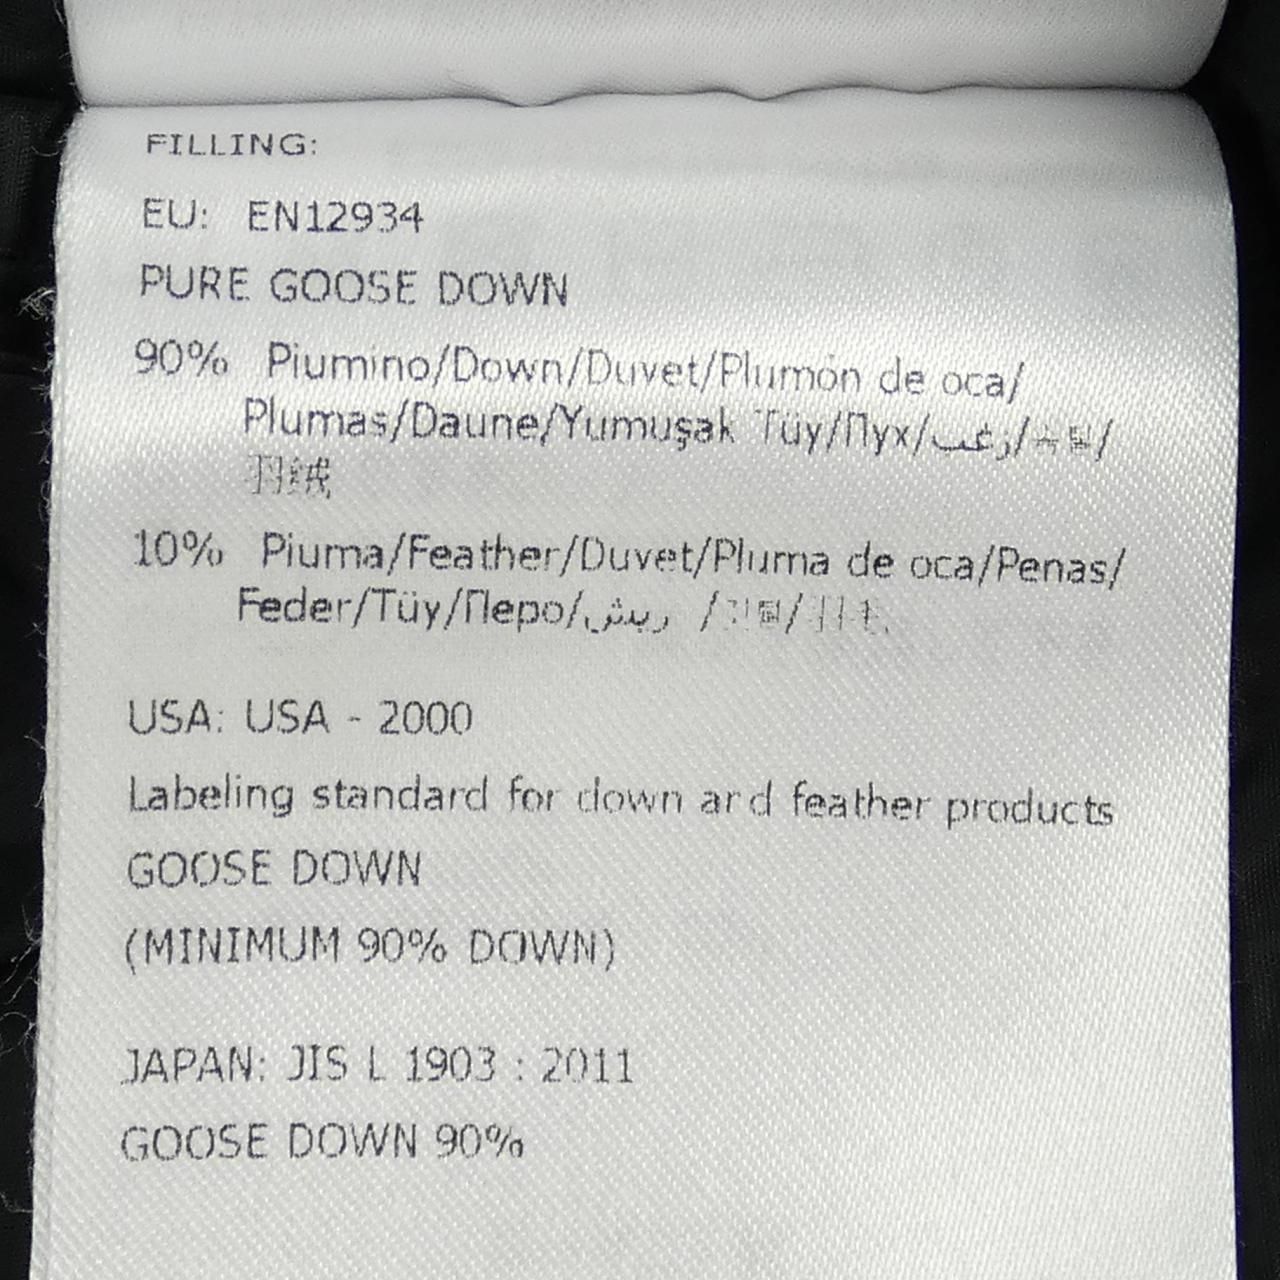 FILLING:
EU: EN12934
PURE GOOSE DOWN
90% Piumino/Down/Duvet/Plumón de oca/
Plumas/Daune/Yumuşak Tüy/Пух/زغب/
羽绒
10% Piuma/Feather/Duvet/Pluma de oca/Penas/
Feder/Tüy/Перо/ريش /
USA: USA - 2000
Labeling standard for down and feather products
GOOSE DOWN
(MINIMUM 90% DOWN)
JAPAN: JIS L 1903 : 2011
GOOSE DOWN 90%